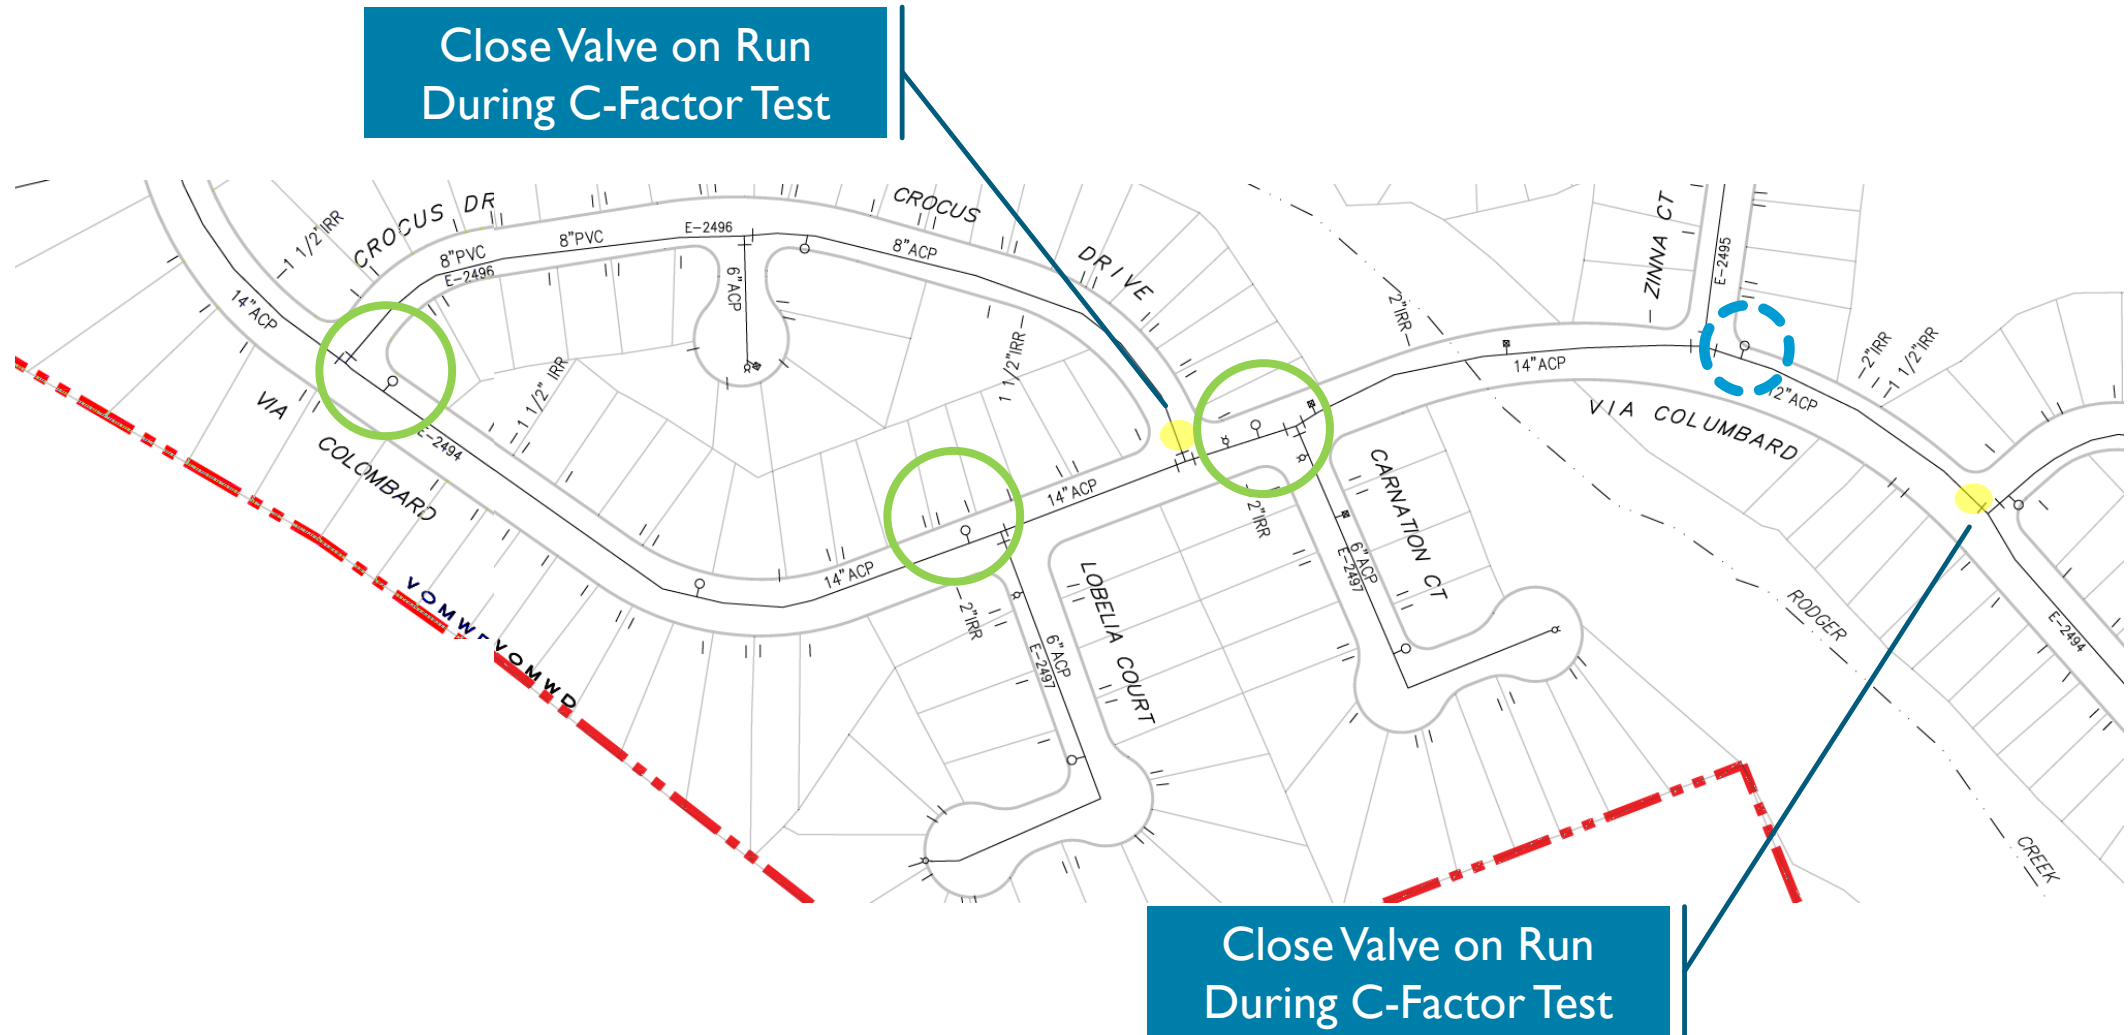 Close Valve on Run
During C-Factor Test
CROCUS DR
CROCUS
DRIVE
1 1/2"IRR
8"PVC
E-2496
8"PVC
E-2496
8"ACP
6"ACP
14"ACP
VIA
COLOMBARD
E-2494
1 1/2" IRR
1 1/2"IRR
2"IRR
ZINNA CT
E-2495
14"ACP
12"ACP
2"IRR
1 1/2"IRR
VIA COLUMBARD
14"ACP
14"ACP
2"IRR
2"IRR
CARNATION CT
6"ACP
E-2497
LOBELIA COURT
6"ACP
E-2497
RODGER
CREEK
E-2494
VOMWD
VOMWD
Close Valve on Run
During C-Factor Test